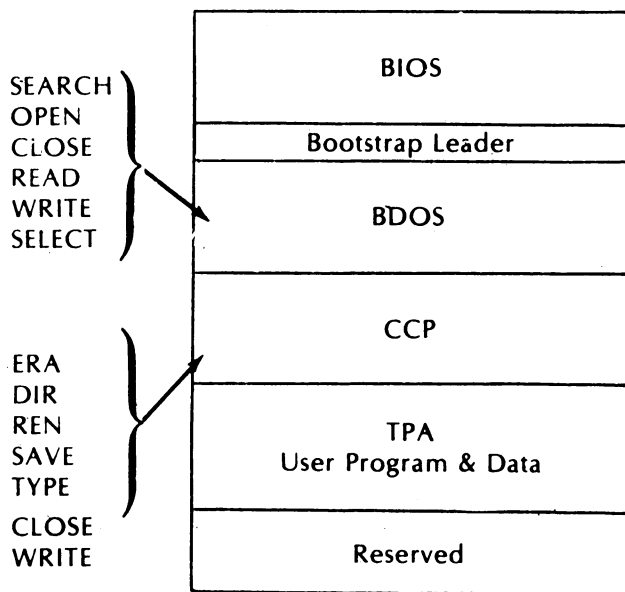 SEARCH
OPEN
CLOSE
READ
WRITE
SELECT
ERA
DIR
REN
SAVE
TYPE
CLOSE
WRITE
BIOS
Bootstrap Leader
BDOS
CCP
TPA
User Program & Data
Reserved